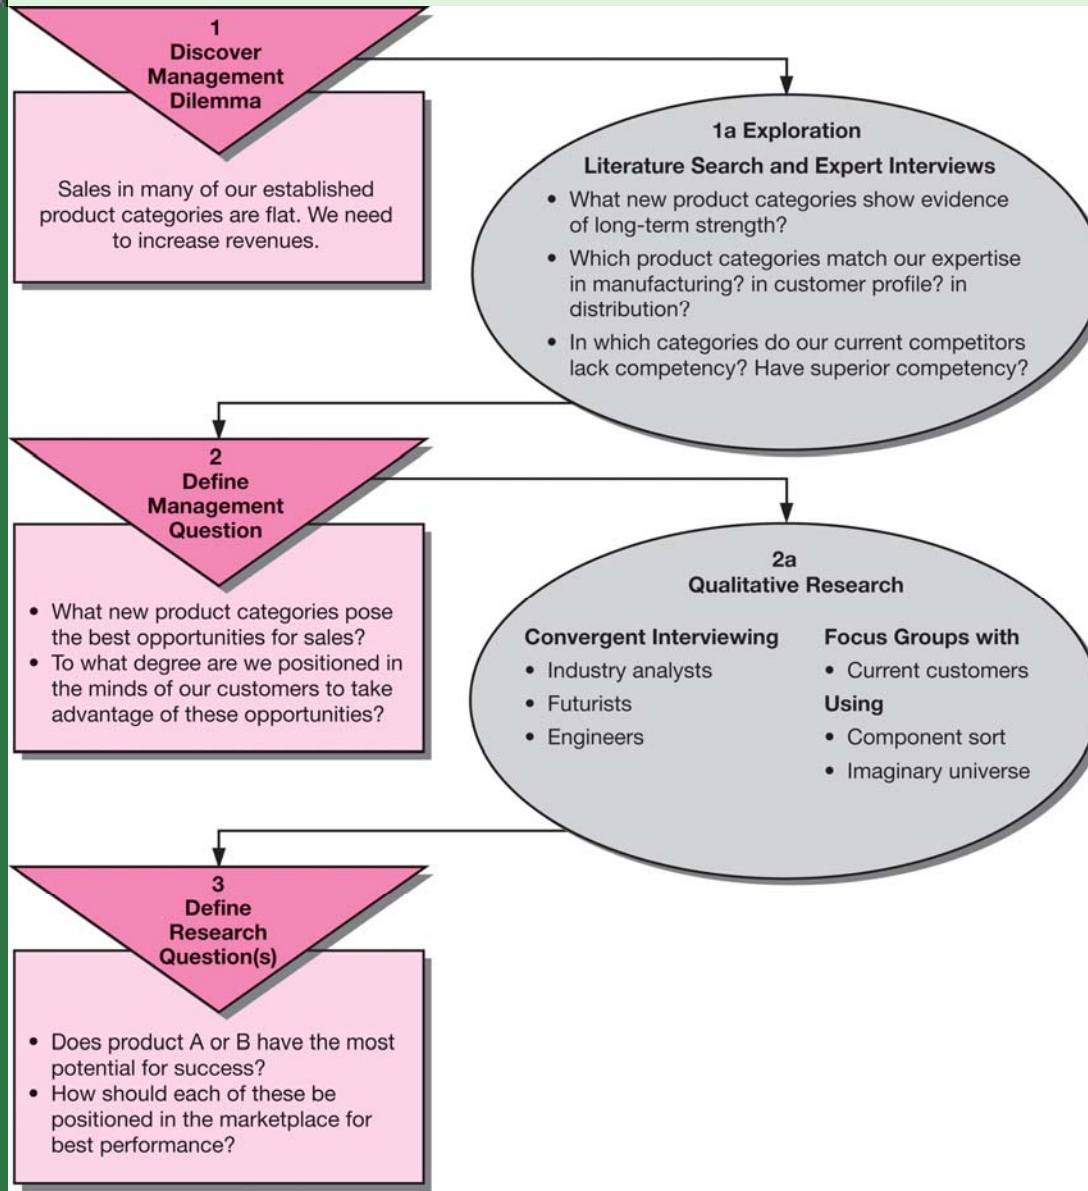 1
Discover
Management
Dilemma
Sales in many of our established
product categories are flat. We need
to increase revenues.
1a Exploration
Literature Search and Expert Interviews
• What new product categories show evidence
of long-term strength?
• Which product categories match our expertise
in manufacturing? in customer profile? in
distribution?
• In which categories do our current competitors
lack competency? Have superior competency?
2
Define
Management
Question
• What new product categories pose
the best opportunities for sales?
• To what degree are we positioned in
the minds of our customers to take
advantage of these opportunities?
2a
Qualitative Research
Convergent Interviewing
• Industry analysts
• Futurists
• Engineers
Focus Groups with
• Current customers
Using
• Component sort
• Imaginary universe
3
Define
Research
Question(s)
• Does product A or B have the most
potential for success?
• How should each of these be
positioned in the marketplace for
best performance?